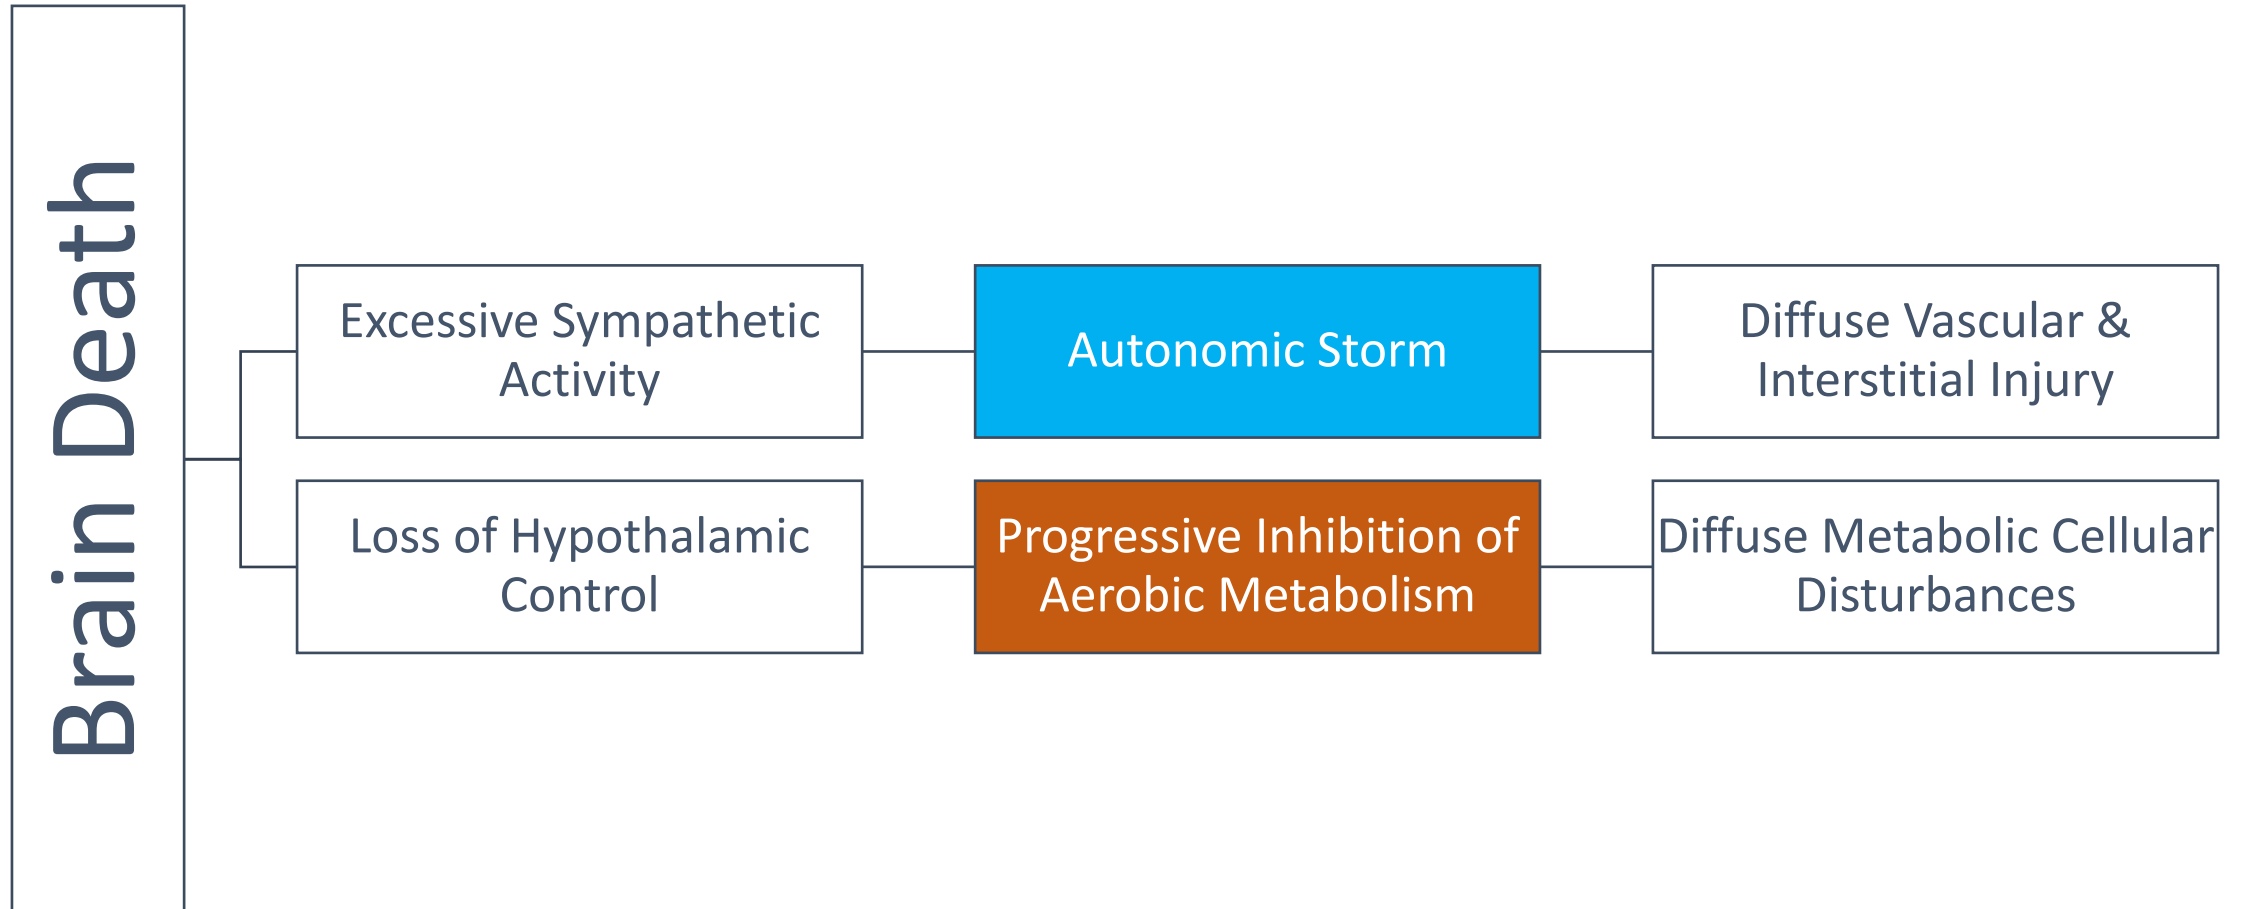 Brain Death
Excessive Sympathetic
Activity
Autonomic Storm
Diffuse Vascular &
Interstitial Injury
Loss of Hypothalamic
Control
Progressive Inhibition of
Aerobic Metabolism
Diffuse Metabolic Cellular
Disturbances